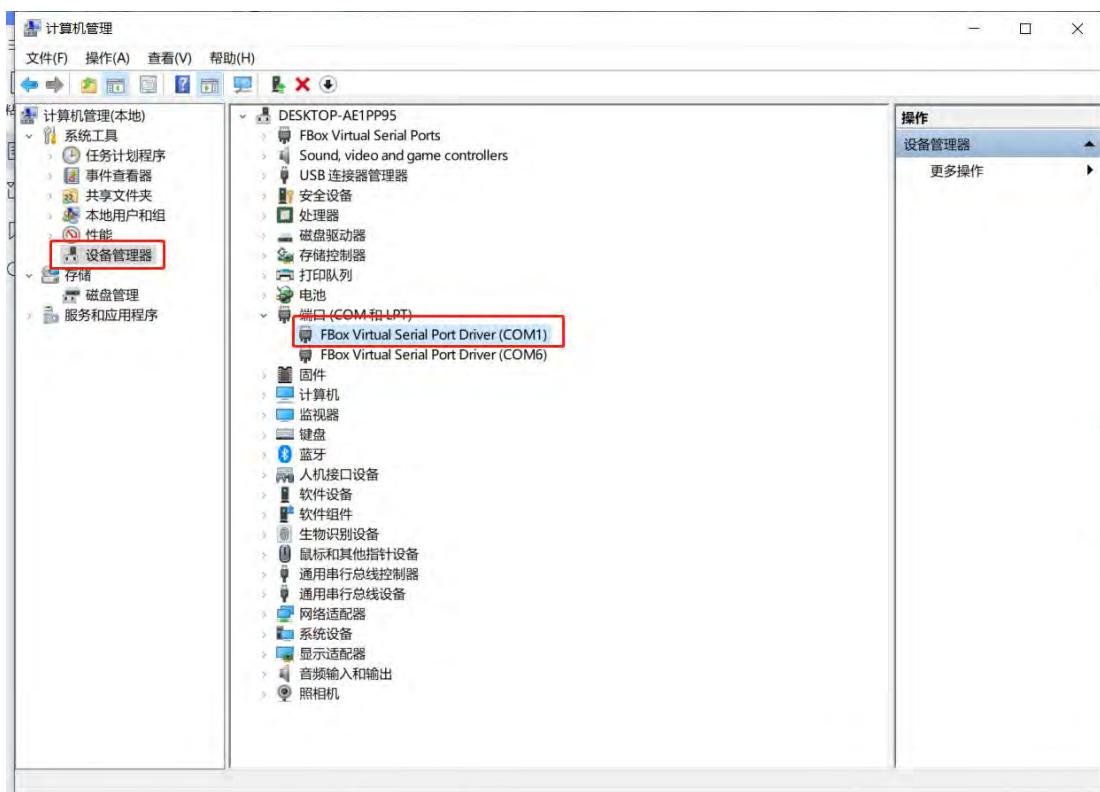 计算机管理
文件(F) 操作(A) 查看(V) 帮助(H)
计算机管理(本地)
系统工具
任务计划程序
事件查看器
共享文件夹
本地用户和组
性能
设备管理器
存储
磁盘管理
服务和应用程序
DESKTOP-AE1PP95
FBox Virtual Serial Ports
Sound, video and game controllers
USB 连接器管理器
安全设备
处理器
磁盘驱动器
存储控制器
打印队列
电池
端口 (COM 和 LPT)
FBox Virtual Serial Port Driver (COM1)
FBox Virtual Serial Port Driver (COM6)
固件
计算机
监视器
键盘
蓝牙
人机接口设备
软件设备
软件组件
生物识别设备
鼠标和其他指针设备
通用串行总线控制器
通用串行总线设备
网络适配器
系统设备
显示适配器
音频输入和输出
照相机
操作
设备管理器
更多操作